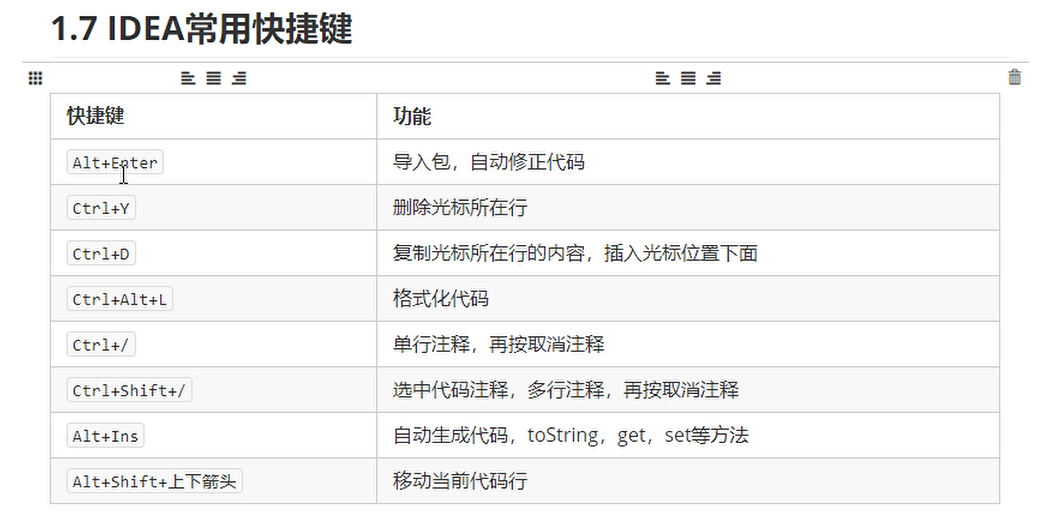 1.7 IDEA常用快捷键
快捷键 功能
Alt+Enter 导入包，自动修正代码
Ctrl+Y 删除光标所在行
Ctrl+D 复制光标所在行的内容，插入光标位置下面
Ctrl+Alt+L 格式化代码
Ctrl+/ 单行注释，再按取消注释
Ctrl+Shift+/ 选中代码注释，多行注释，再按取消注释
Alt+Ins 自动生成代码，toString，get，set等方法
Alt+Shift+上下箭头 移动当前代码行